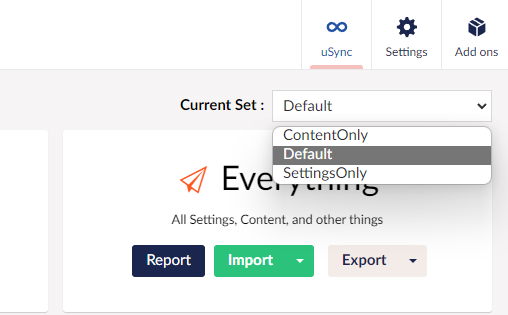 uSync
Settings
Add ons
Current Set :
Default
ContentOnly
Default
SettingsOnly
Everything
All Settings, Content, and other things
Report
Import
Export